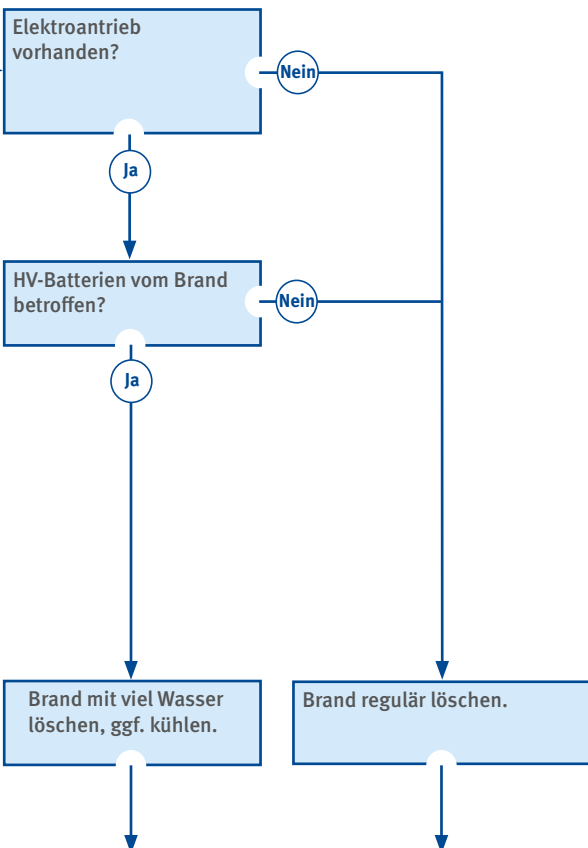 Elektroantrieb
vorhanden?
Nein
Ja
HV-Batterien vom Brand
betroffen?
Nein
Ja
Brand mit viel Wasser
löschen, ggf. kühlen.
Brand regulär löschen.